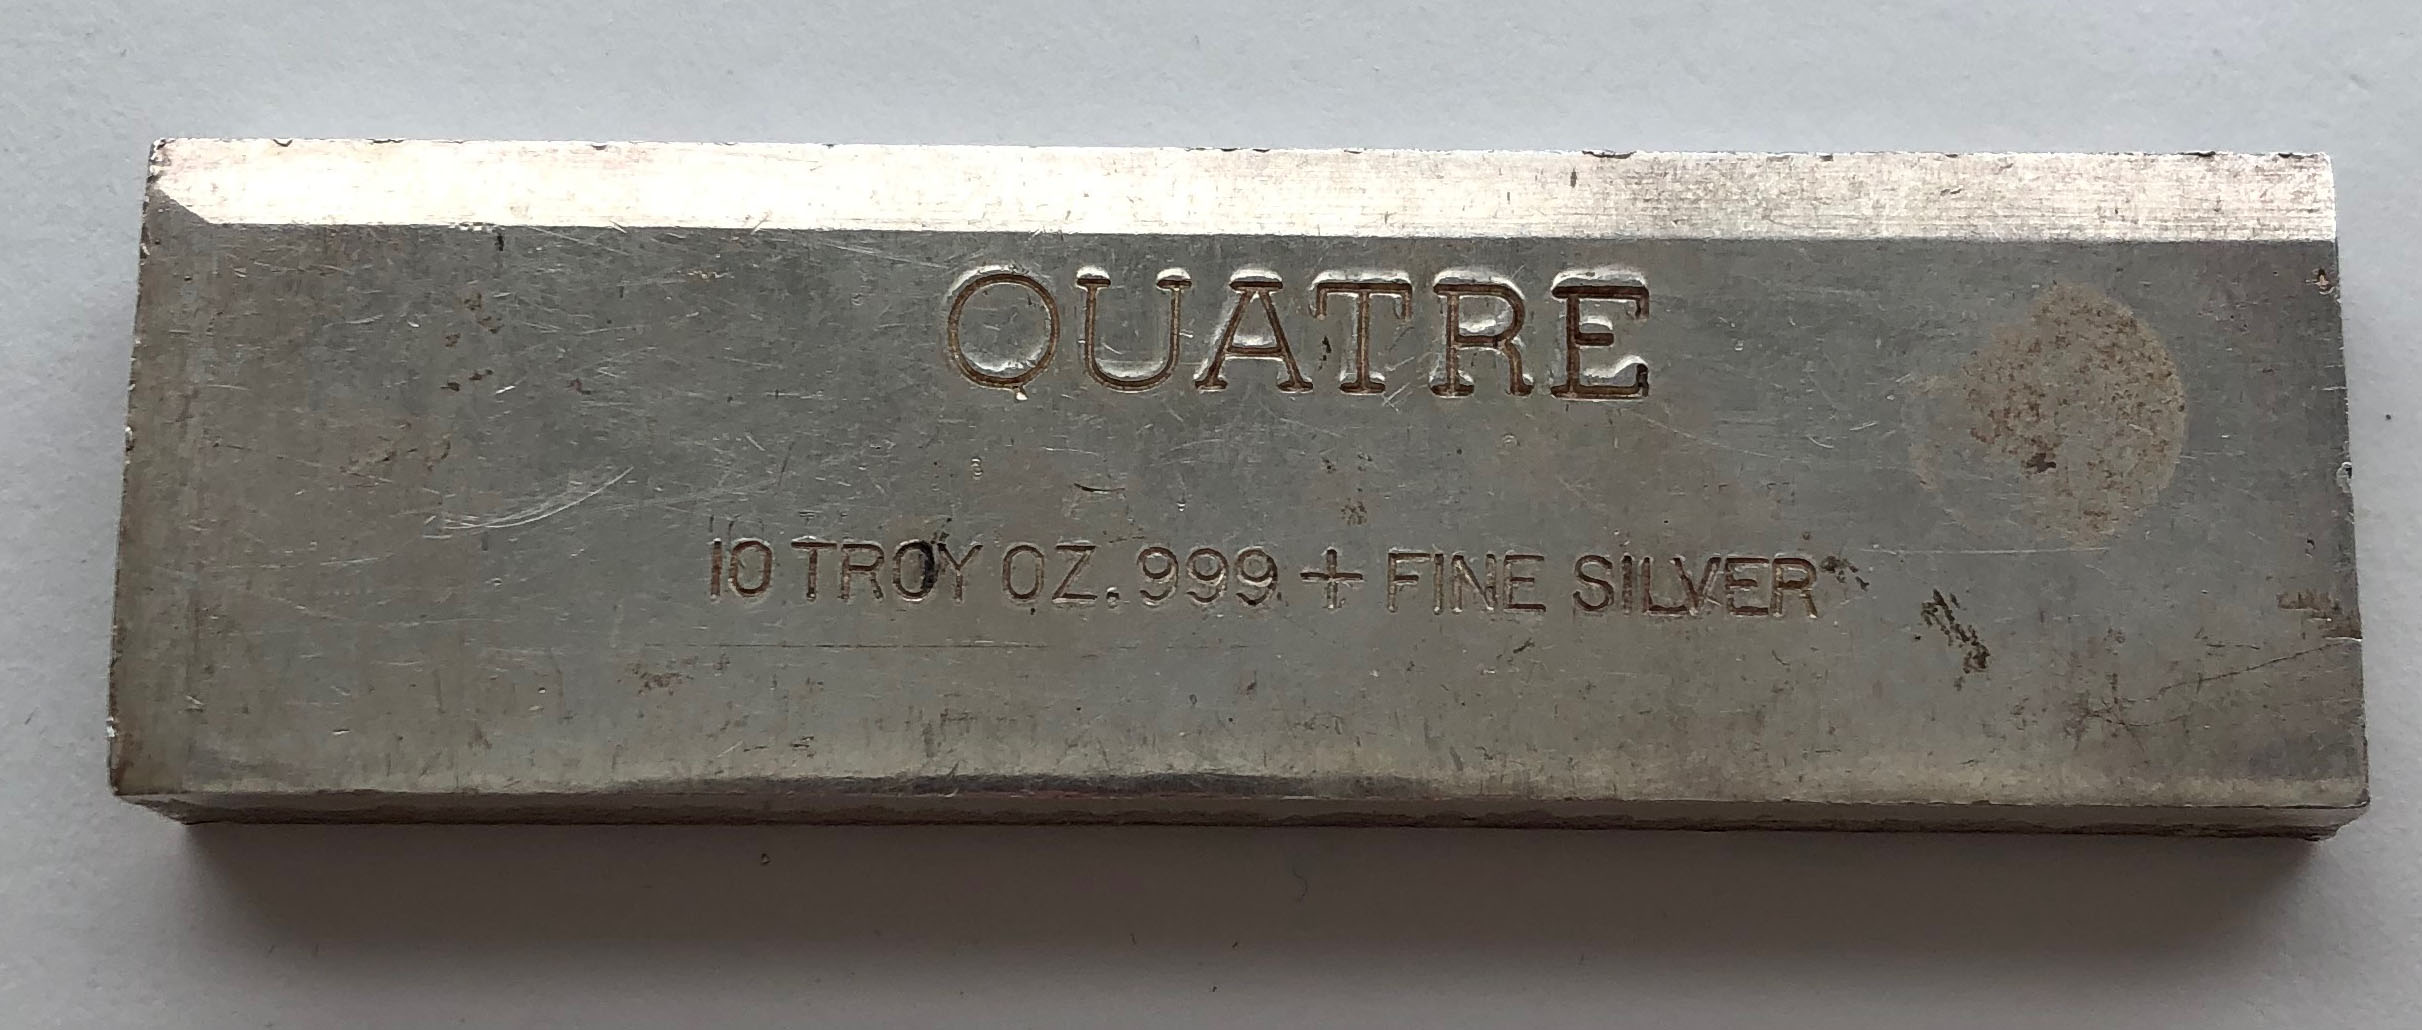 QUATRE
10 TROY OZ. 999 + FINE SILVER